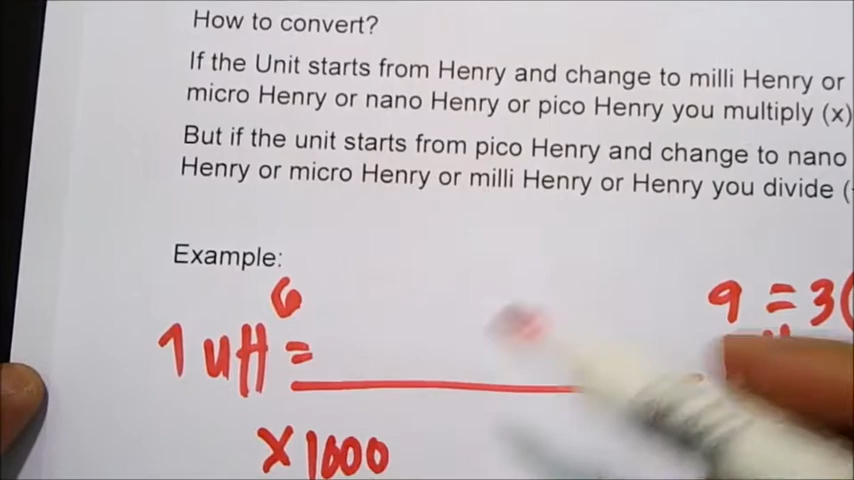 How to convert?
If the Unit starts from Henry and change to milli Henry or
micro Henry or nano Henry or pico Henry you multiply (x)
But if the unit starts from pico Henry and change to nano
Henry or micro Henry or milli Henry or Henry you divide (
Example:
6
9 = 3(
1 uH =
x 1000